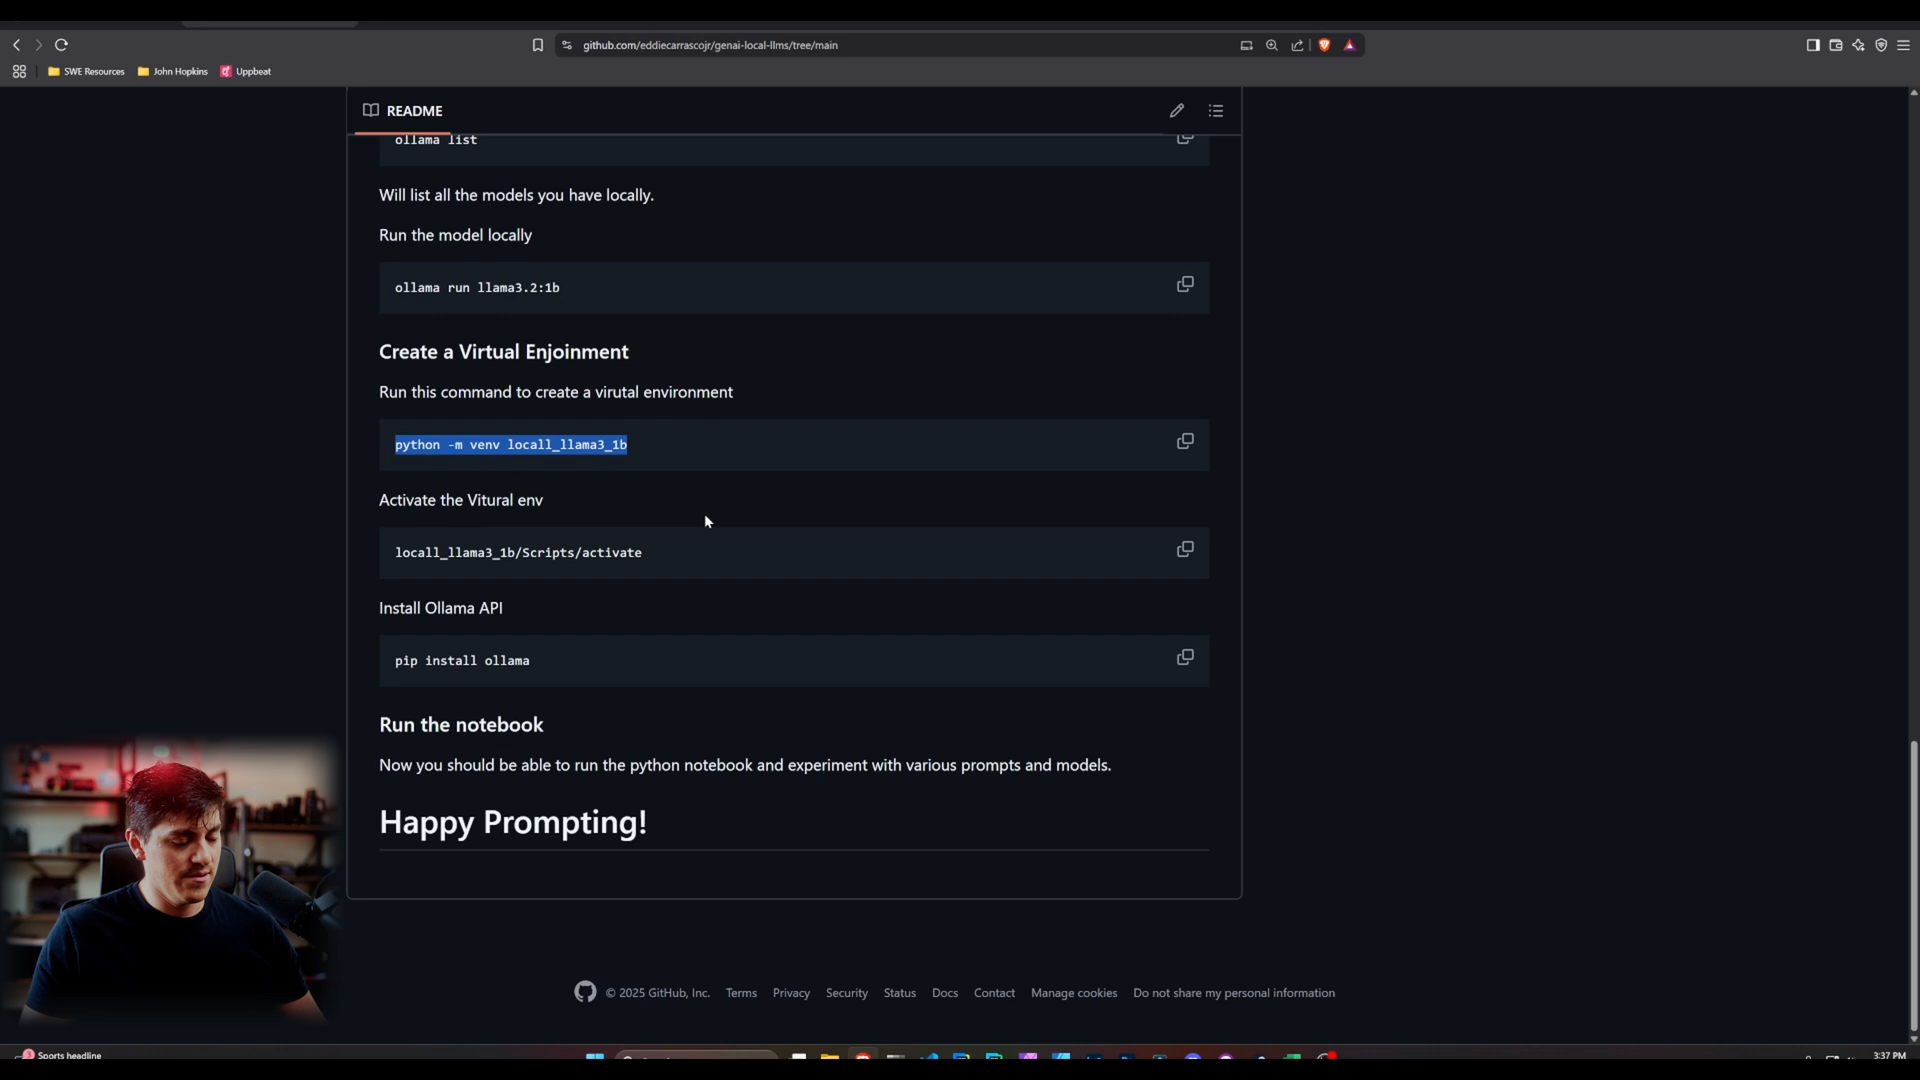 github.com/eddiecarrascojr/genai-local-llms/tree/main
SWE Resources
John Hopkins
Uppbeat
README
ollama list
Will list all the models you have locally.
Run the model locally
ollama run llama3.2:1b
Create a Virtual Enjoinment
Run this command to create a virutal environment
python -m venv locall_llama3_1b
Activate the Vitural env
locall_llama3_1b/Scripts/activate
Install Ollama API
pip install ollama
Run the notebook
Now you should be able to run the python notebook and experiment with various prompts and models.
Happy Prompting!
© 2025 GitHub, Inc. Terms Privacy Security Status Docs Contact Manage cookies Do not share my personal information
Sports headline
3:37 PM